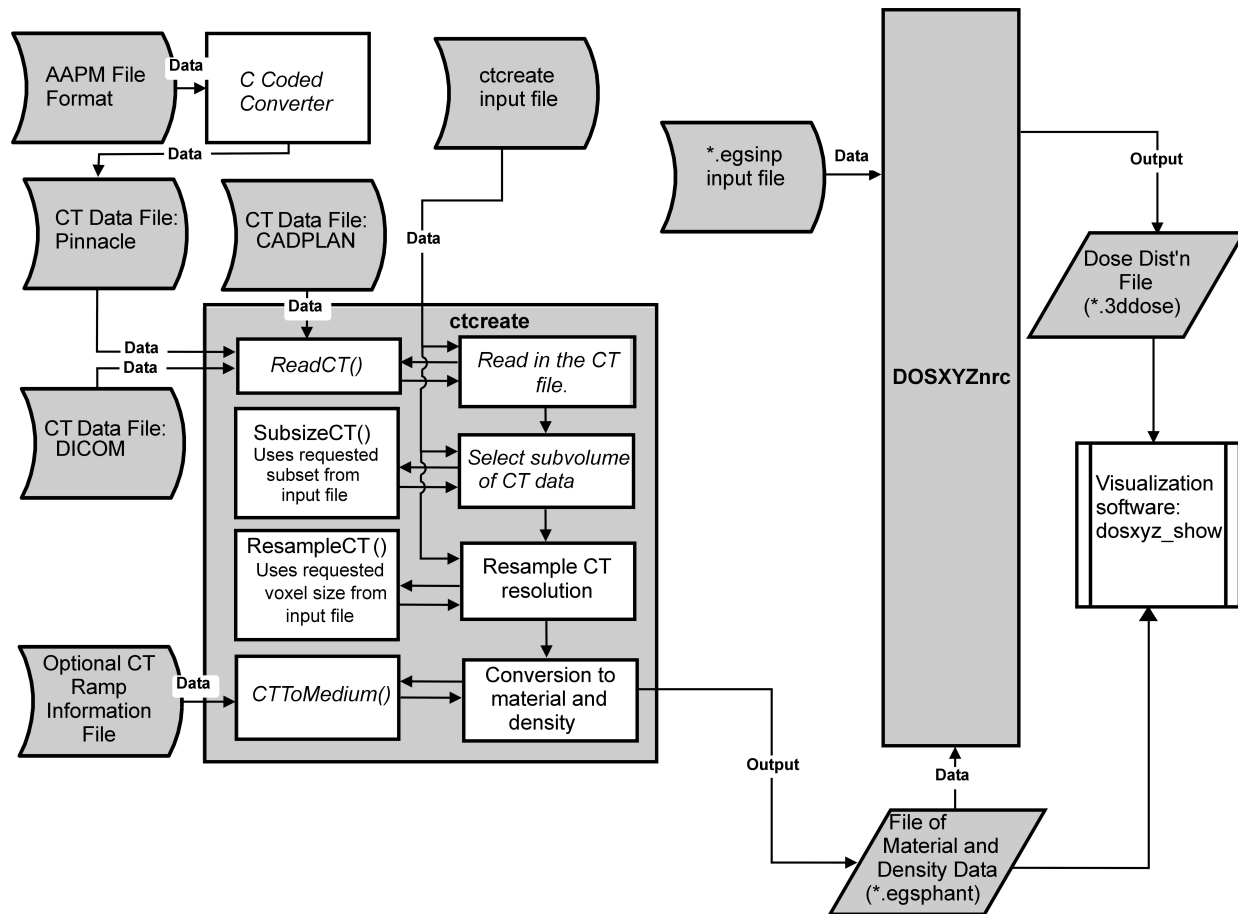 AAPM File
Format
Data
C Coded
Converter
ctcreate
input file
*.egsinp
input file
Data
DOSXYZnrc
Output
Data
CT Data File:
Pinnacle
CT Data File:
CADPLAN
Data
Dose Dist'n
File
(*.3ddose)
Data
ctcreate
Data
Data
ReadCT()
Read in the CT
file.
CT Data File:
DICOM
SubsizeCT()
Uses requested
subset from
input file
Select subvolume
of CT data
Visualization
software:
dosxyz_show
ResampleCT()
Uses requested
voxel size from
input file
Resample CT
resolution
Optional CT
Ramp
Information
File
Data
CTToMedium()
Conversion to
material and
density
Output
Data
File of
Material and
Density Data
(*.egsphant)